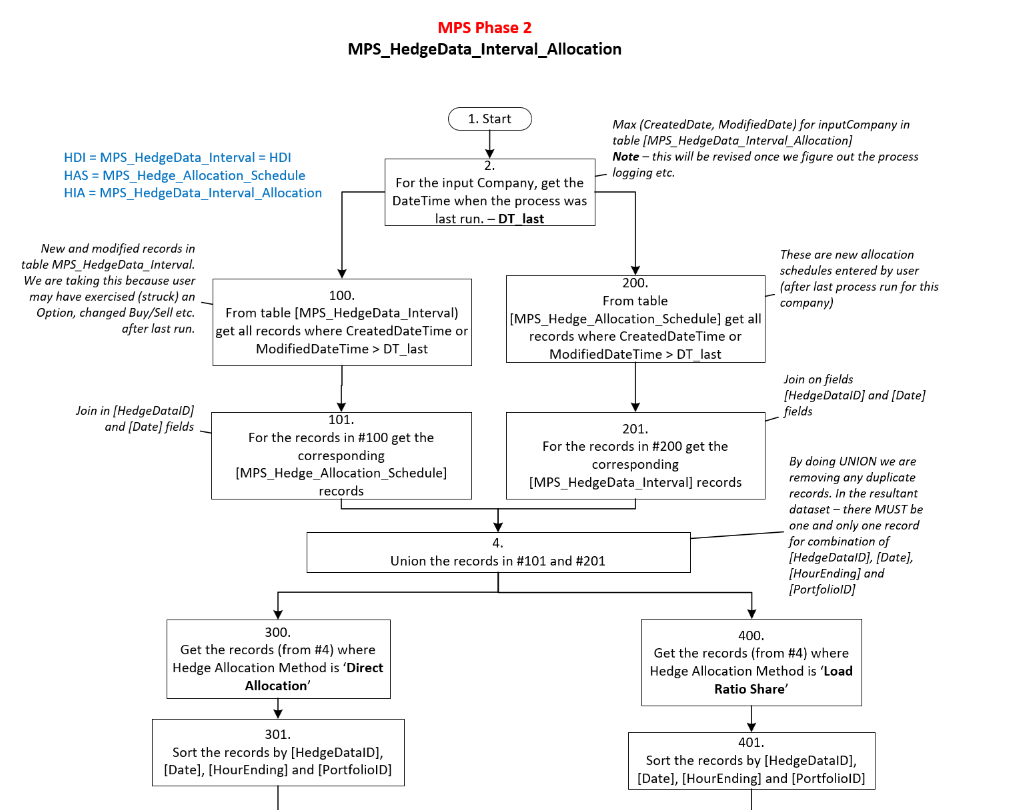 MPS Phase 2
MPS_HedgeData_Interval_Allocation
1. Start
Max (CreatedDate, ModifiedDate) for inputCompany in
table [MPS_HedgeData_Interval_Allocation]
Note – this will be revised once we figure out the process
logging etc.
HDI = MPS_HedgeData_Interval = HDI
HAS = MPS_Hedge_Allocation_Schedule
HIA = MPS_HedgeData_Interval_Allocation
2.
For the input Company, get the
DateTime when the process was
last run. – DT_last
New and modified records in
table MPS_HedgeData_Interval.
We are taking this because user
may have exercised (struck) an
Option, changed Buy/Sell etc.
after last run.
100.
From table [MPS_HedgeData_Interval)
get all records where CreatedDateTime or
ModifiedDateTime > DT_last
200.
From table
[MPS_Hedge_Allocation_Schedule] get all
records where CreatedDateTime or
ModifiedDateTime > DT_last
These are new allocation
schedules entered by user
(after last process run for this
company)
Join in [HedgeDataID]
and [Date] fields
101.
For the records in #100 get the
corresponding
[MPS_Hedge_Allocation_Schedule]
records
201.
For the records in #200 get the
corresponding
[MPS_HedgeData_Interval] records
Join on fields
[HedgeDataID] and [Date]
fields
By doing UNION we are
removing any duplicate
records. In the resultant
dataset – there MUST be
one and only one record
for combination of
[HedgeDataID], [Date],
[HourEnding] and
[PortfolioID]
4.
Union the records in #101 and #201
300.
Get the records (from #4) where
Hedge Allocation Method is ‘Direct
Allocation’
400.
Get the records (from #4) where
Hedge Allocation Method is ‘Load
Ratio Share’
301.
Sort the records by [HedgeDataID],
[Date], [HourEnding] and [PortfolioID]
401.
Sort the records by [HedgeDataID],
[Date], [HourEnding] and [PortfolioID]